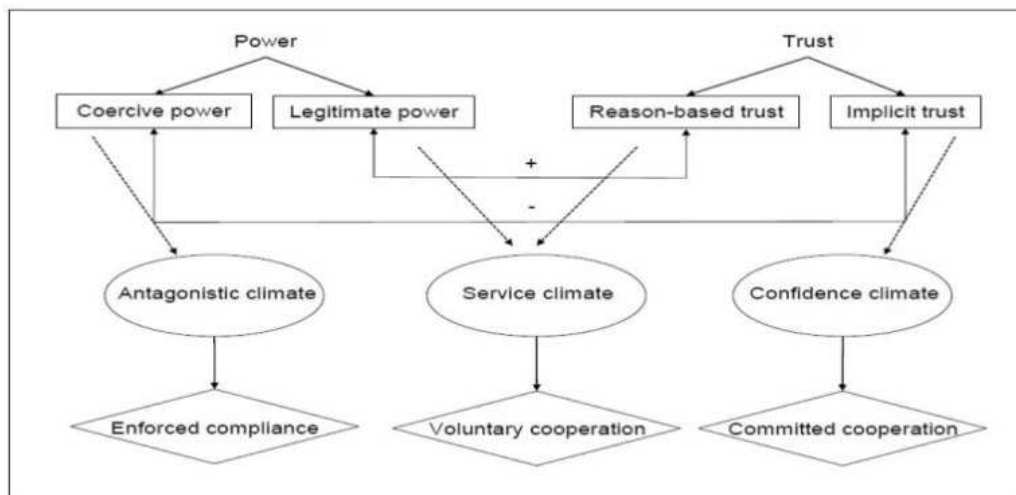 Power Trust
Coercive power Legitimate power Reason-based trust Implicit trust
+
-
Antagonistic climate Service climate Confidence climate
Enforced compliance Voluntary cooperation Committed cooperation